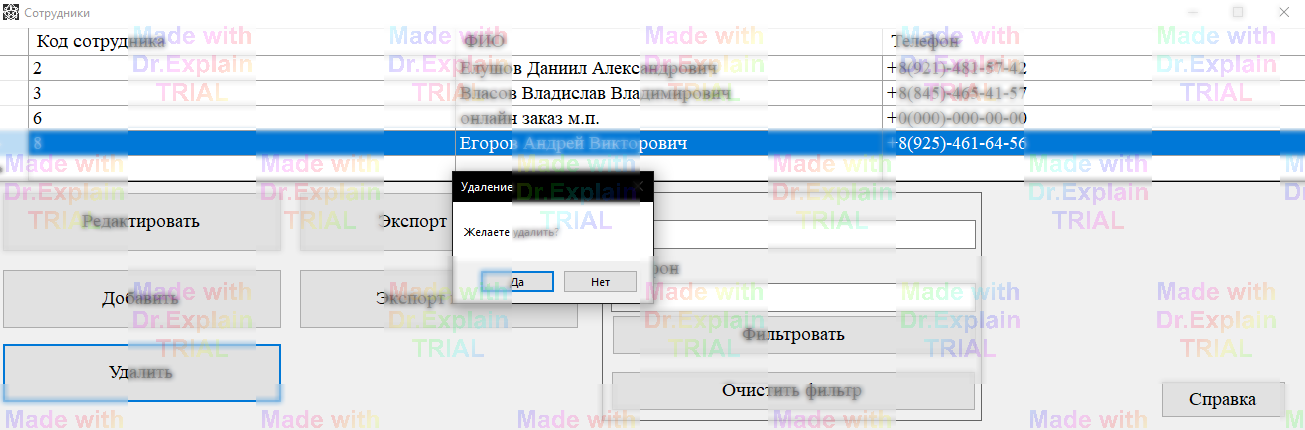 Сотрудники
Код сотрудника ФИО Телефон
2 Елушов Даниил Александрович +8(921)-481-57-42
3 Власов Владислав Владимирович +8(845)-465-41-57
6 онлайн заказ м.п. +0(000)-000-00-00
8 Егоров Андрей Викторович +8(925)-461-64-56
Удаление
Желаете удалить?
Да Нет
Редактировать Экспорт
Добавить Экспорт
Удалить
Фильтровать
Очистить фильтр
Справка
Made with
Dr.Explain
TRIAL